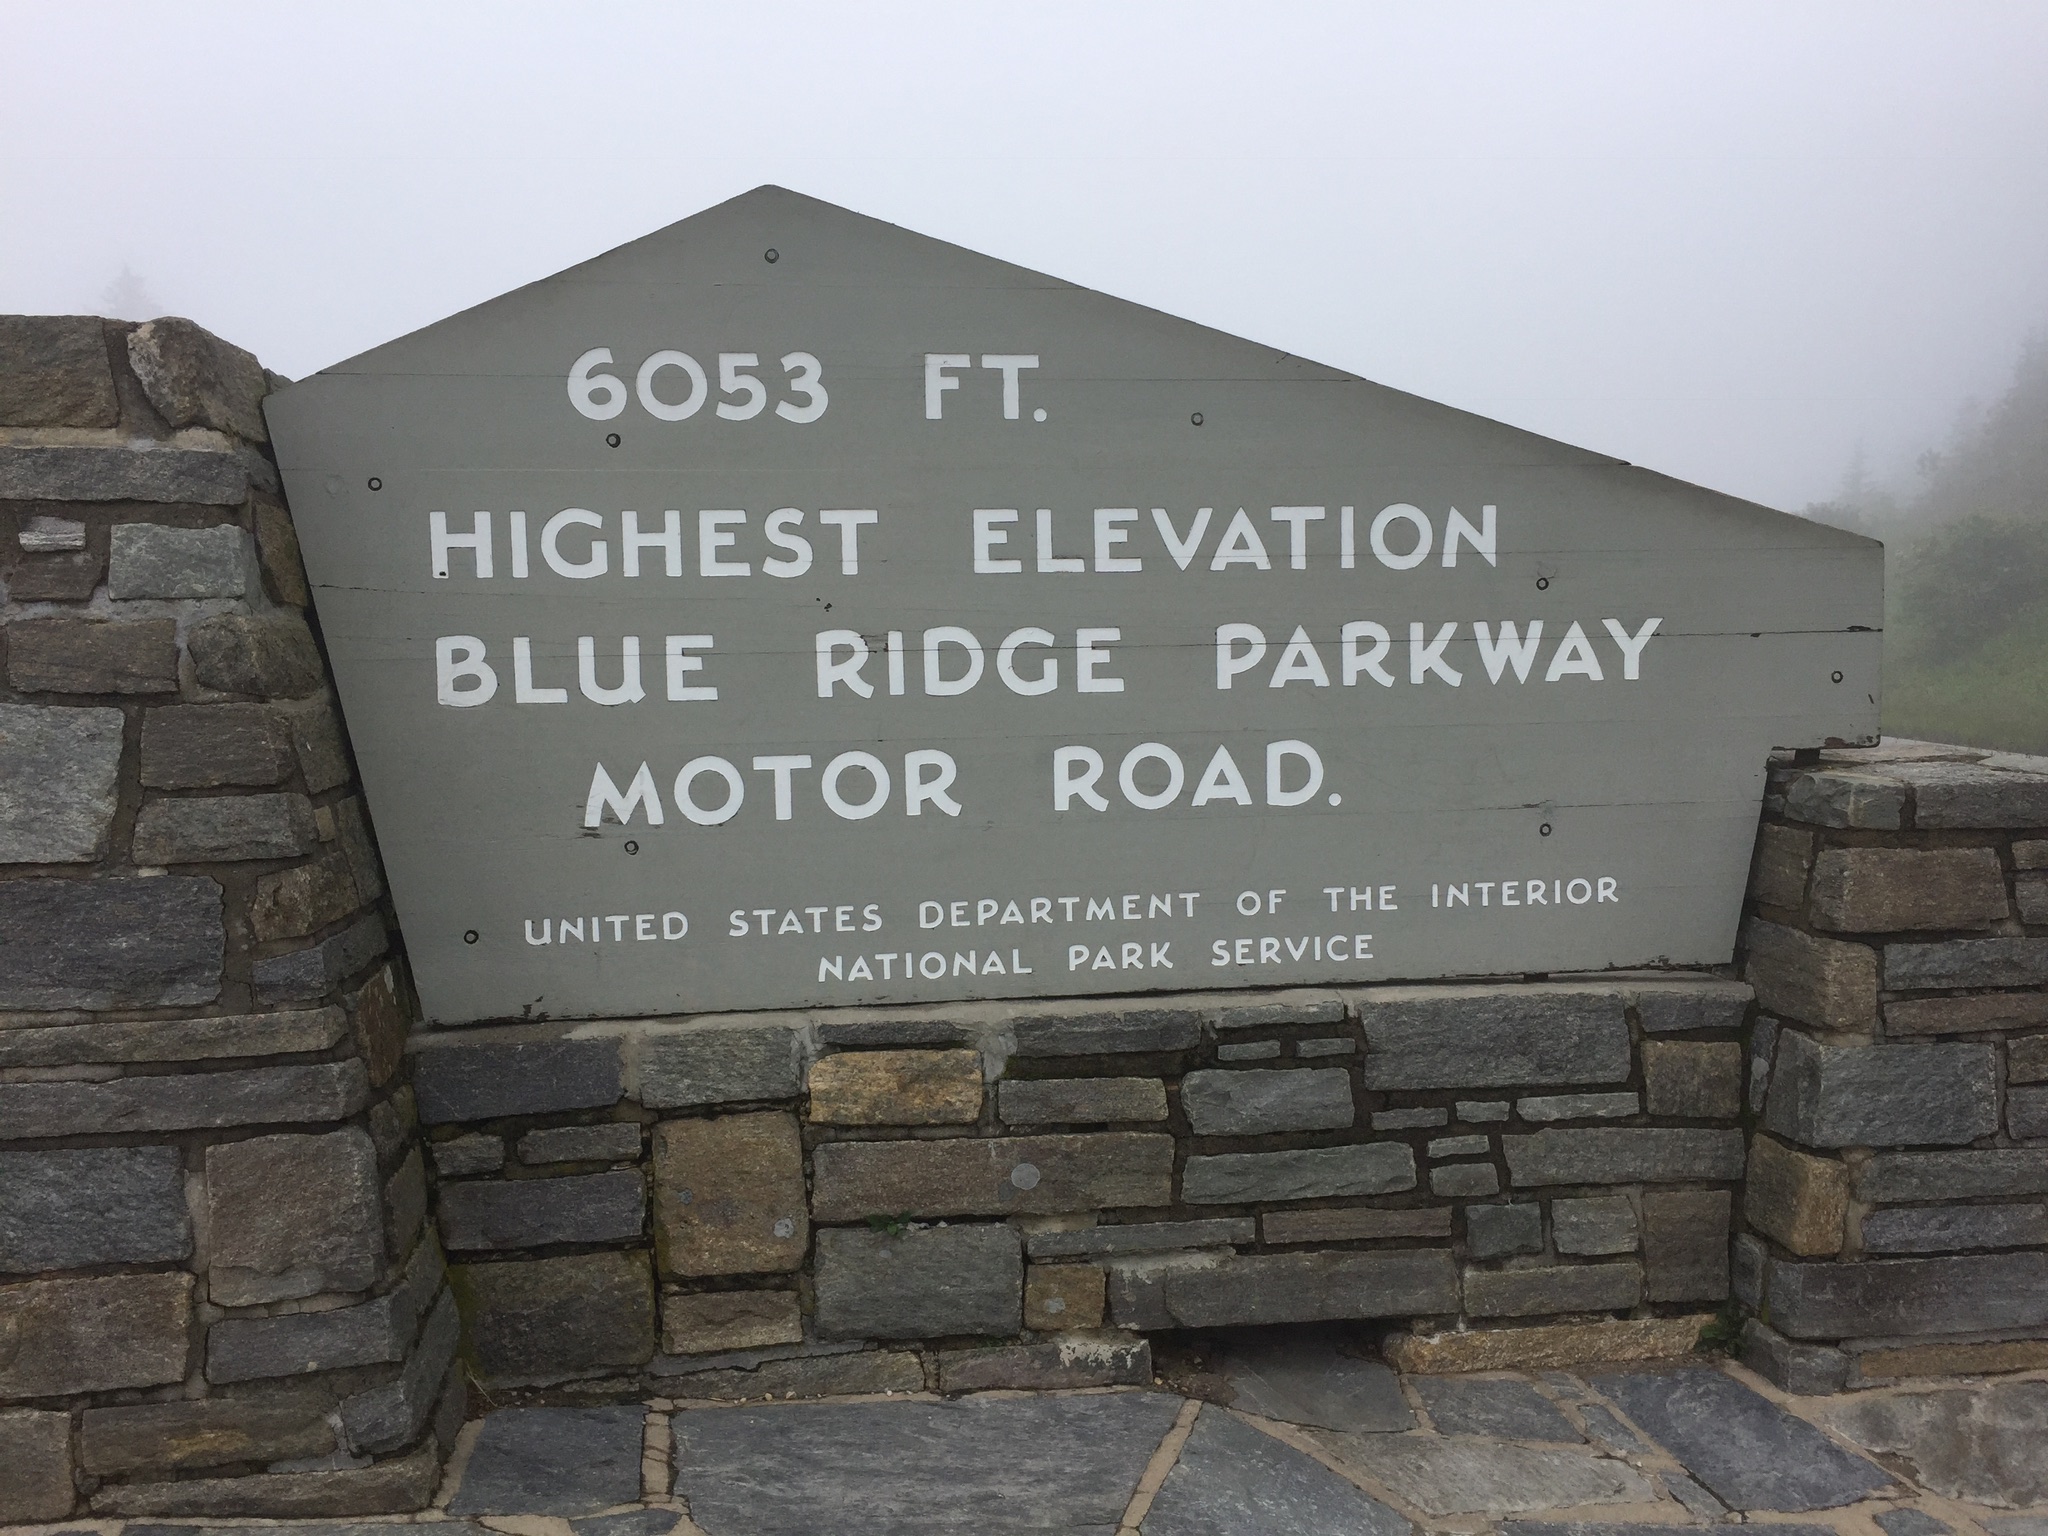 6053 FT.
HIGHEST ELEVATION
BLUE RIDGE PARKWAY
MOTOR ROAD.
UNITED STATES DEPARTMENT OF THE INTERIOR
NATIONAL PARK SERVICE